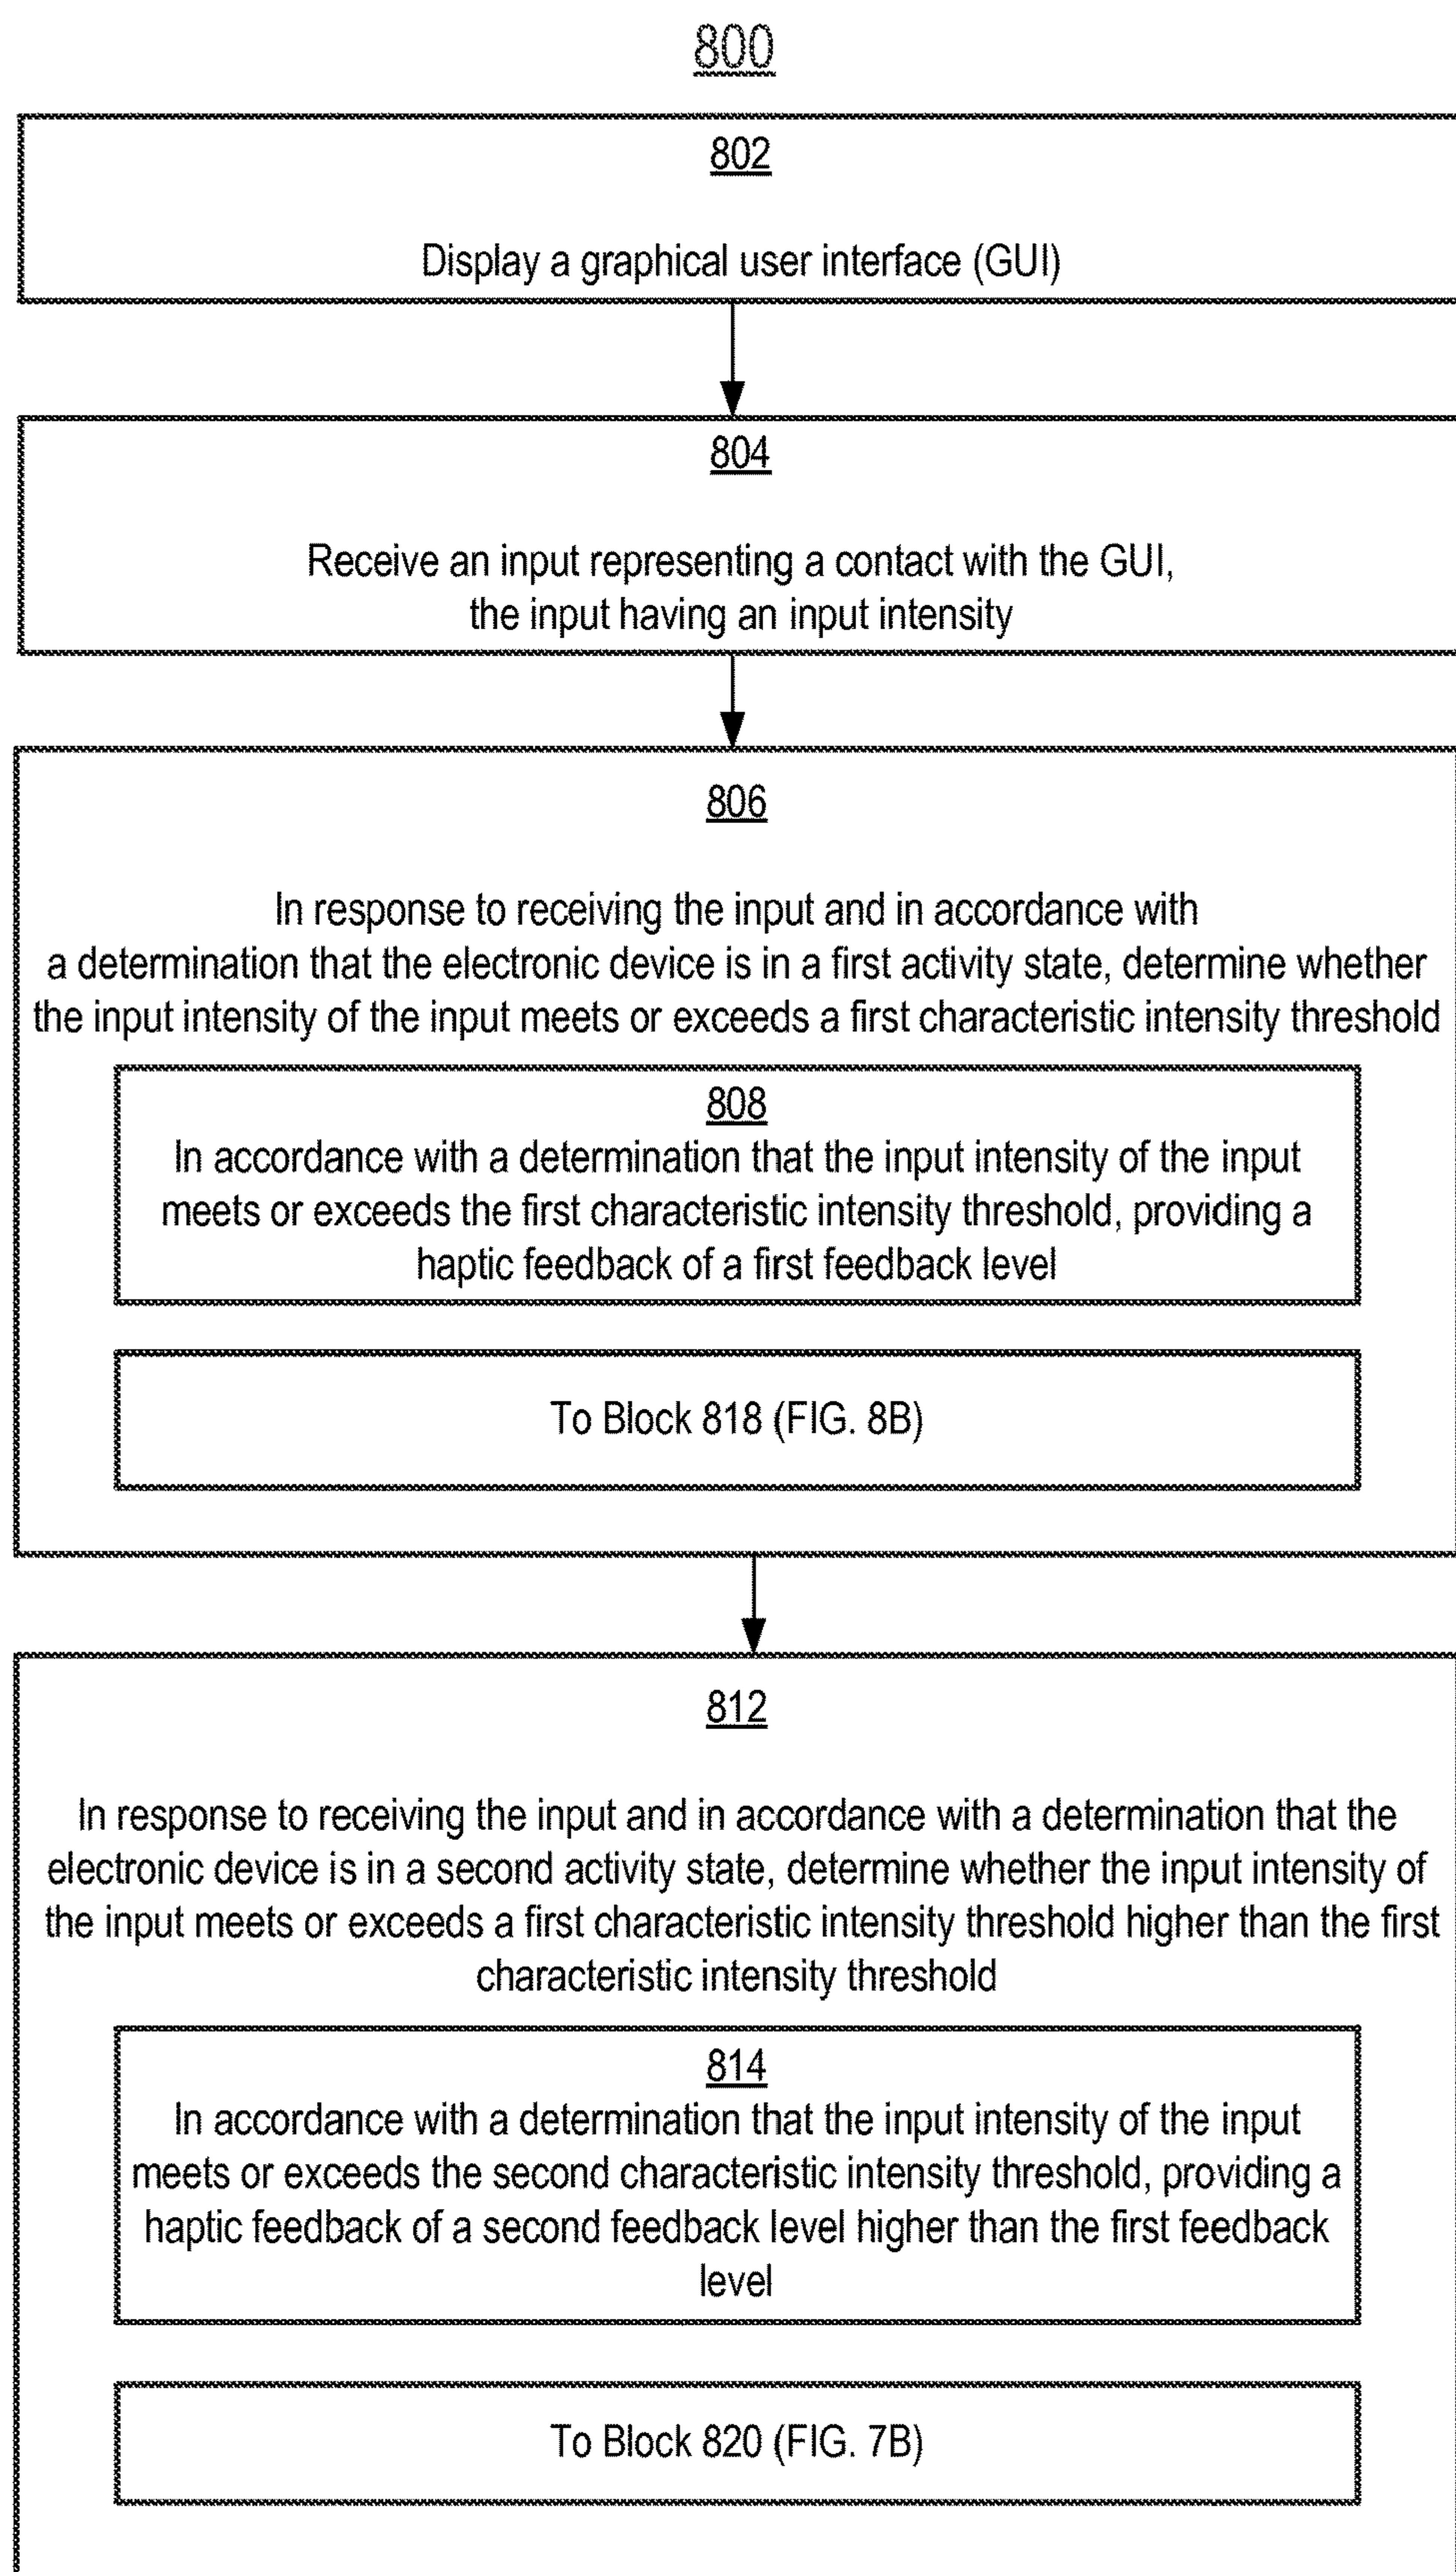 800
802
Display a graphical user interface (GUI)
804
Receive an input representing a contact with the GUI,
the input having an input intensity
806
In response to receiving the input and in accordance with
a determination that the electronic device is in a first activity state, determine whether
the input intensity of the input meets or exceeds a first characteristic intensity threshold
808
In accordance with a determination that the input intensity of the input
meets or exceeds the first characteristic intensity threshold, providing a
haptic feedback of a first feedback level
To Block 818 (FIG. 8B)
812
In response to receiving the input and in accordance with a determination that the
electronic device is in a second activity state, determine whether the input intensity of
the input meets or exceeds a first characteristic intensity threshold higher than the first
characteristic intensity threshold
814
In accordance with a determination that the input intensity of the input
meets or exceeds the second characteristic intensity threshold, providing a
haptic feedback of a second feedback level higher than the first feedback
level
To Block 820 (FIG. 7B)